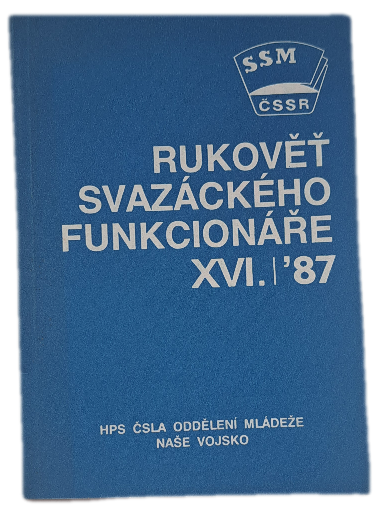 SSM
ČSSR
RUKOVĚŤ
SVAZÁCKÉHO
FUNKCIONÁŘE
XVI.|'87
HPS ČSLA ODDĚLENÍ MLÁDEŽE
NAŠE VOJSKO